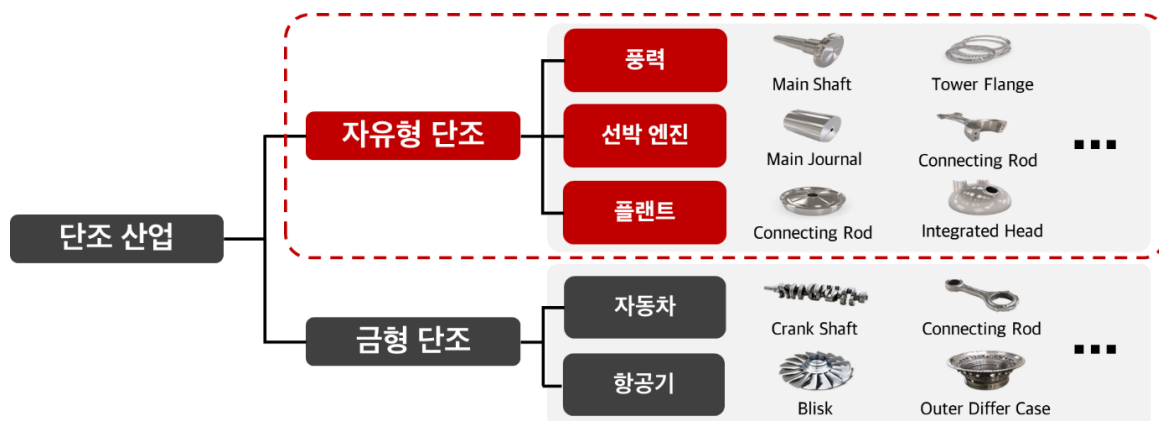 단조 산업
자유형 단조
풍력
Main Shaft
Tower Flange
선박 엔진
Main Journal
Connecting Rod
...
플랜트
Connecting Rod
Integrated Head
금형 단조
자동차
Crank Shaft
Connecting Rod
...
항공기
Blisk
Outer Differ Case